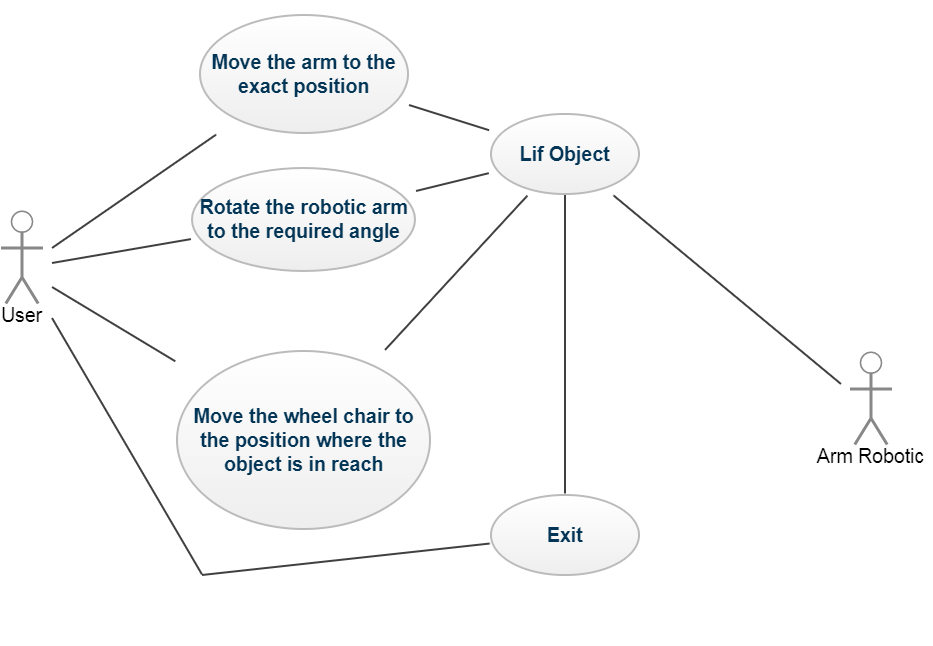 Move the arm to the
exact position
Lif Object
Rotate the robotic arm
to the required angle
User
Move the wheel chair to
the position where the
object is in reach
Arm Robotic
Exit